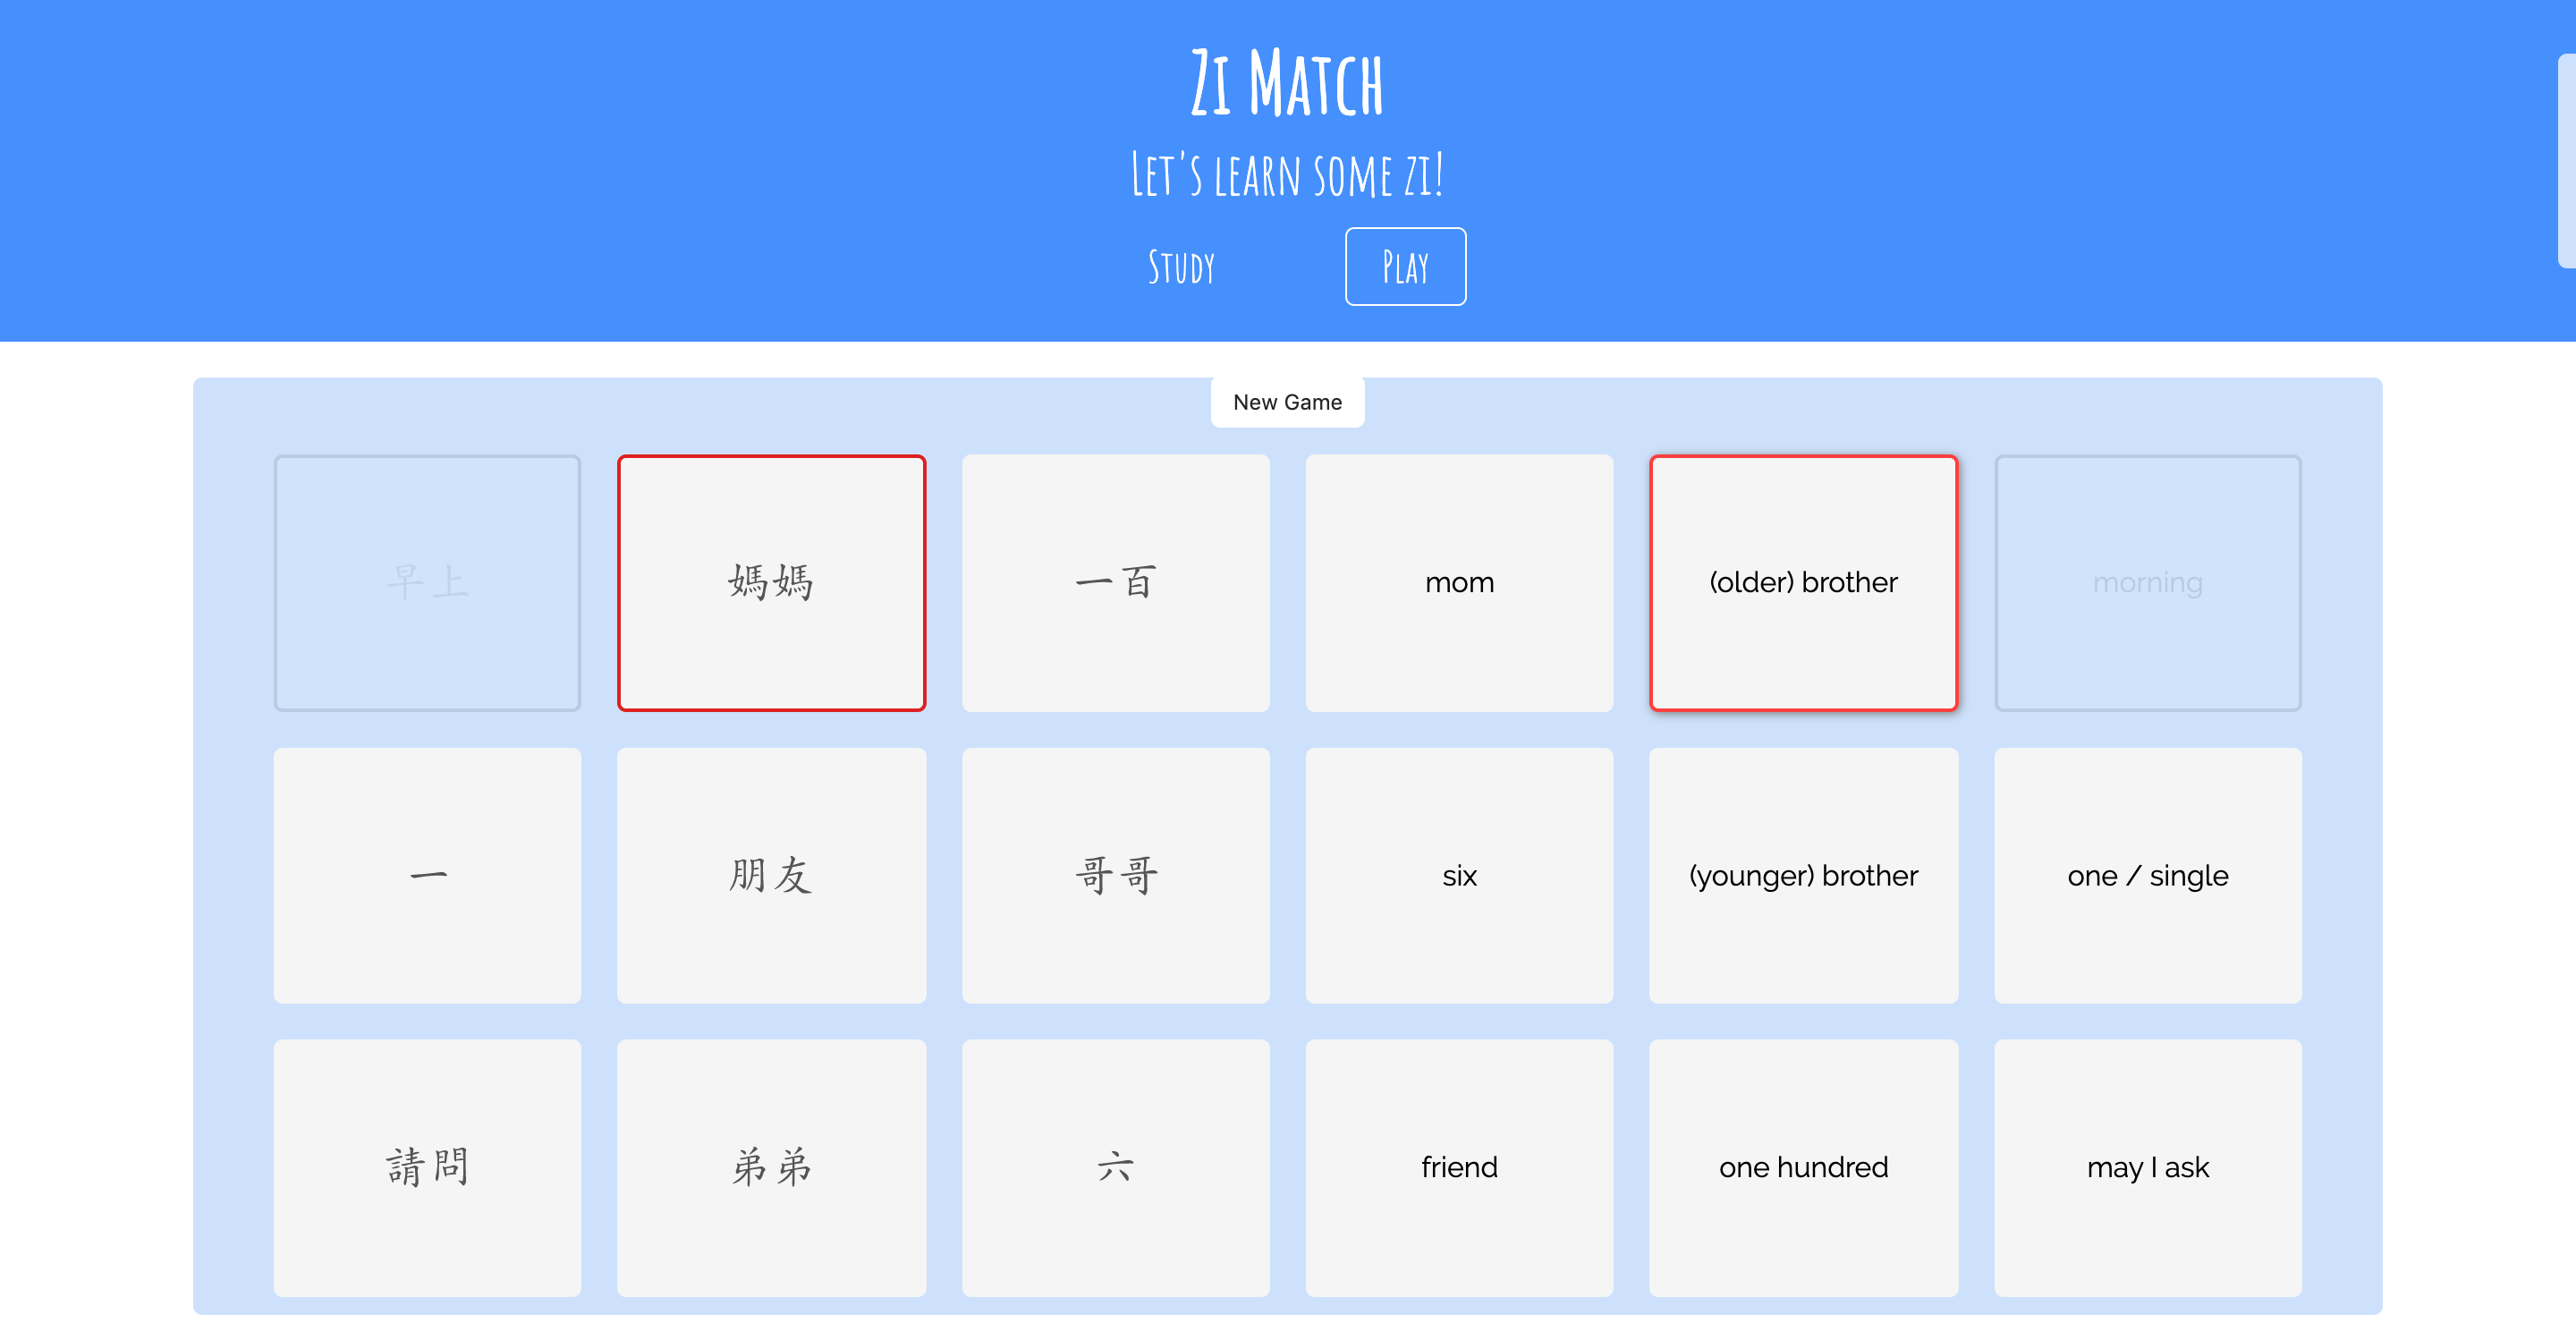 Zi Match
Let's learn some zi!
Study
Play
New Game
早上
媽媽
一百
mom
(older) brother
morning
一
朋友
哥哥
six
(younger) brother
one / single
請問
弟弟
六
friend
one hundred
may I ask